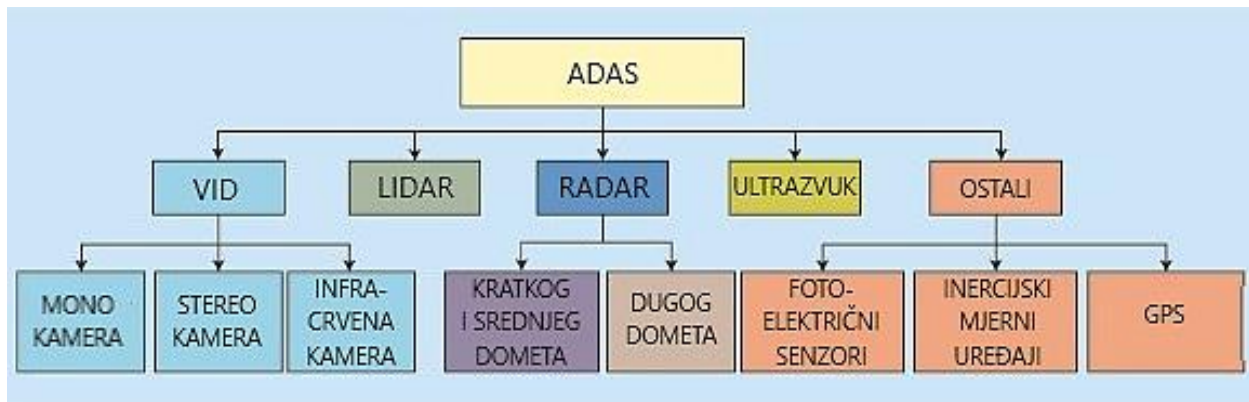 ADAS
VID
LIDAR
RADAR
ULTRAZVUK
OSTALI
MONO
KAMERA
STEREO
KAMERA
INFRA-
CRVENA
KAMERA
KRATKOG
I SREDNJEG
DOMETA
DUGOG
DOMETA
FOTO-
ELEKTRIČNI
SENZORI
INERCIJSKI
MJERNI
UREĐAJI
GPS